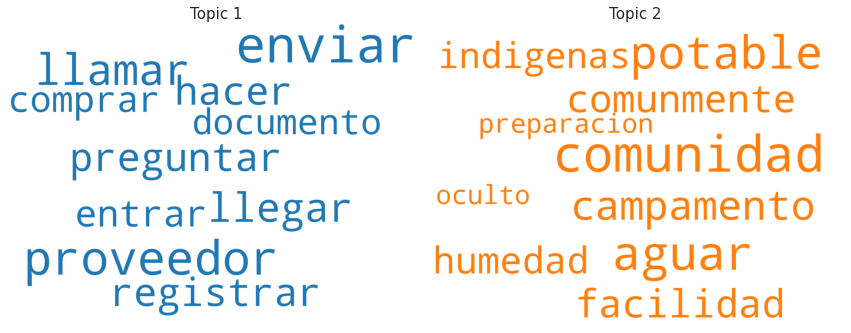 Topic 1
enviar
llamar
hacer
comprar
documento
preguntar
llegar
entrar
proveedor
registrar
Topic 2
indigenas
potable
comunmente
preparacion
comunidad
oculto
campamento
aguar
humedad
facilidad